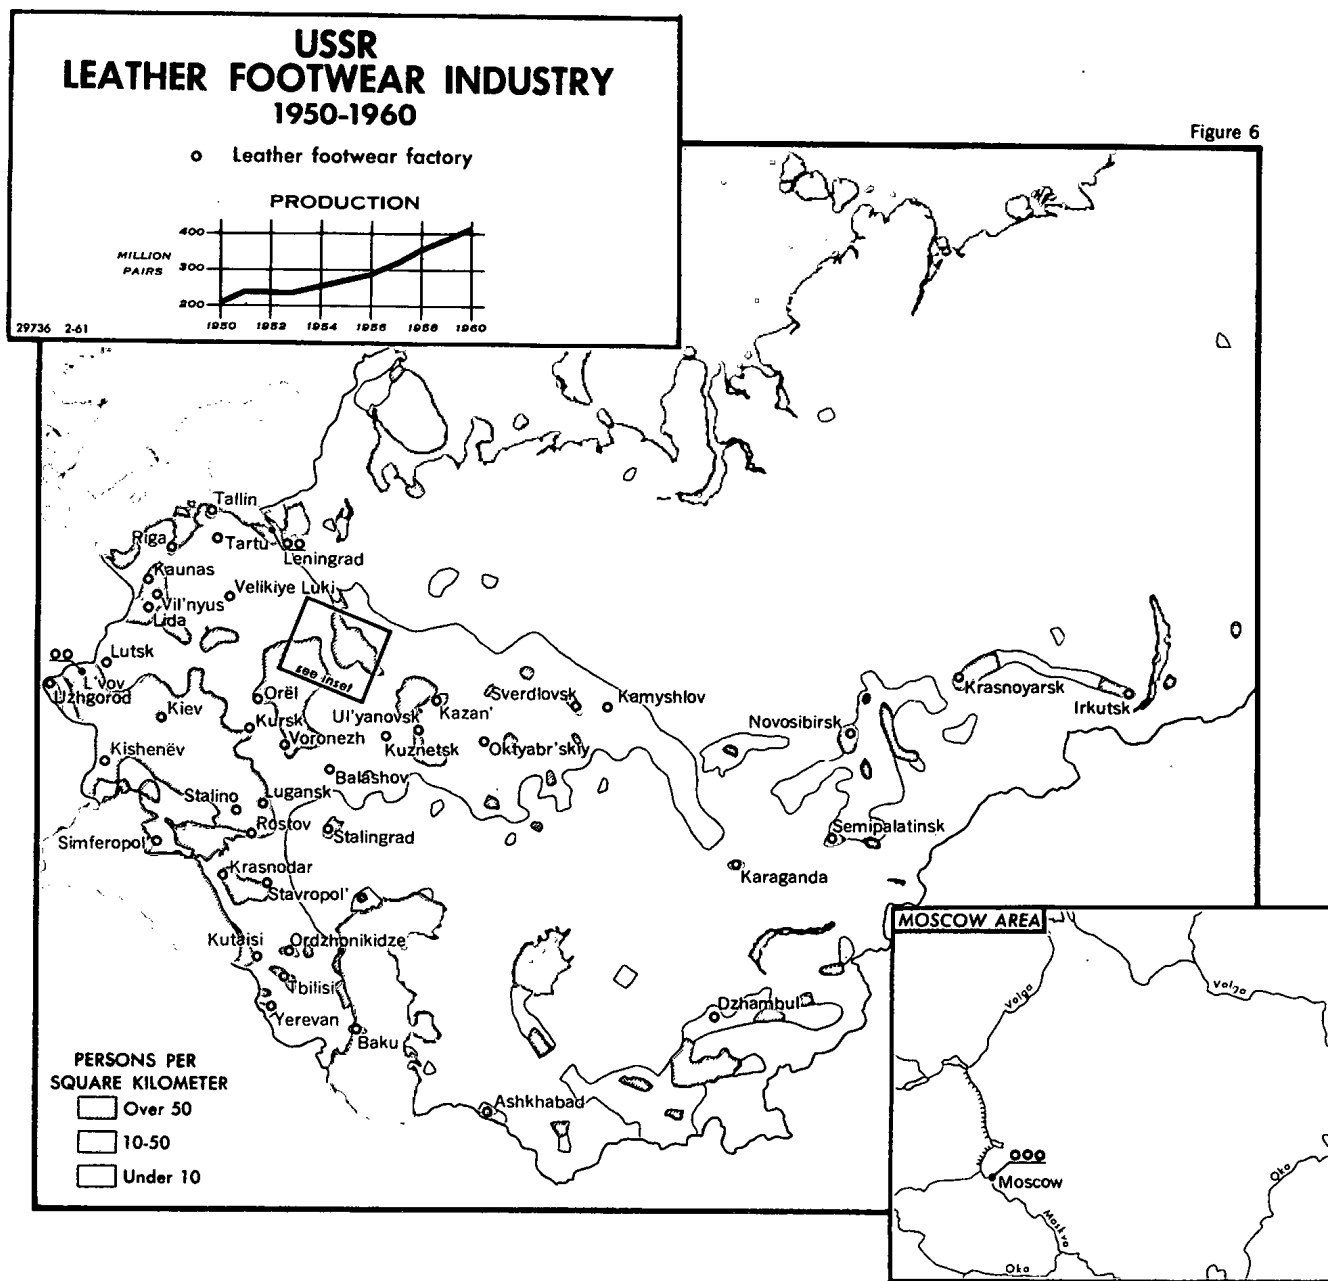 USSR
LEATHER FOOTWEAR INDUSTRY
1950-1960
Leather footwear factory
PRODUCTION
MILLION
PAIRS
400
300
200
1950 1952 1954 1956 1958 1960
29736 2-61
Figure 6
Tallin
Riga
Tartu
Leningrad
Kaunas
Velikiye Luki
Vil'nyus
Lida
Lutsk
L'vov
Uzhgorod
see inset
Orël
Kiev
Kursk
Ul'yanovsk
Kazan'
Sverdlovsk
Kamyshlov
Krasnoyarsk
Irkutsk
Novosibirsk
Voronezh
Kuznetsk
Oktyabr'skiy
Kishenëv
Balashov
Stalino
Lugansk
Rostov
Stalingrad
Simferopol'
Semipalatinsk
Karaganda
Krasnodar
Stavropol'
Kutaisi
Ordzhonikidze
Tbilisi
Yerevan
Baku
Dzhambul
Ashkhabad
PERSONS PER
SQUARE KILOMETER
Over 50
10-50
Under 10
MOSCOW AREA
Volga
Volga
Moscow
Moskva
Oka
Oka